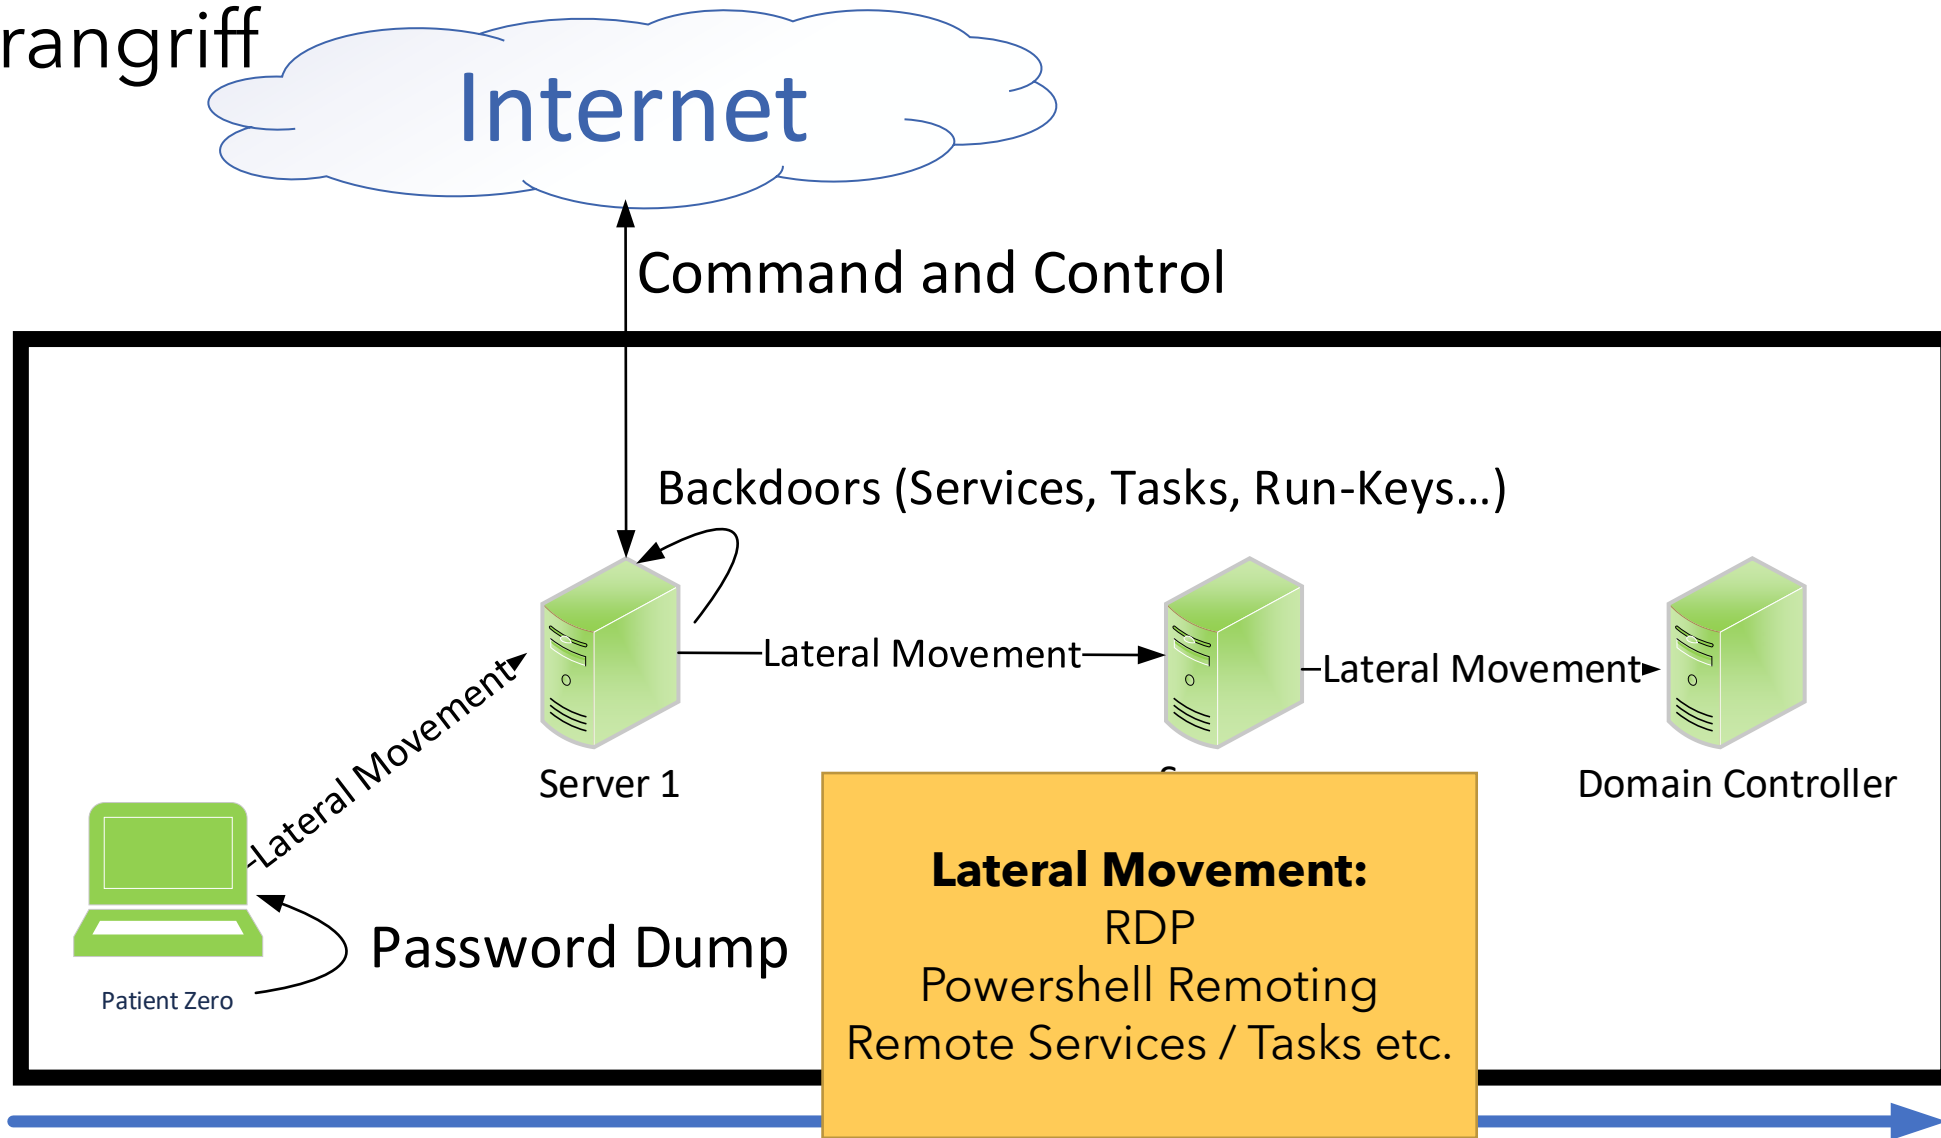 rangriff
Internet
Command and Control
Backdoors (Services, Tasks, Run-Keys...)
Lateral Movement
Lateral Movement
Lateral Movement
Server 1
Domain Controller
Password Dump
Patient Zero
Lateral Movement:
RDP
Powershell Remoting
Remote Services / Tasks etc.